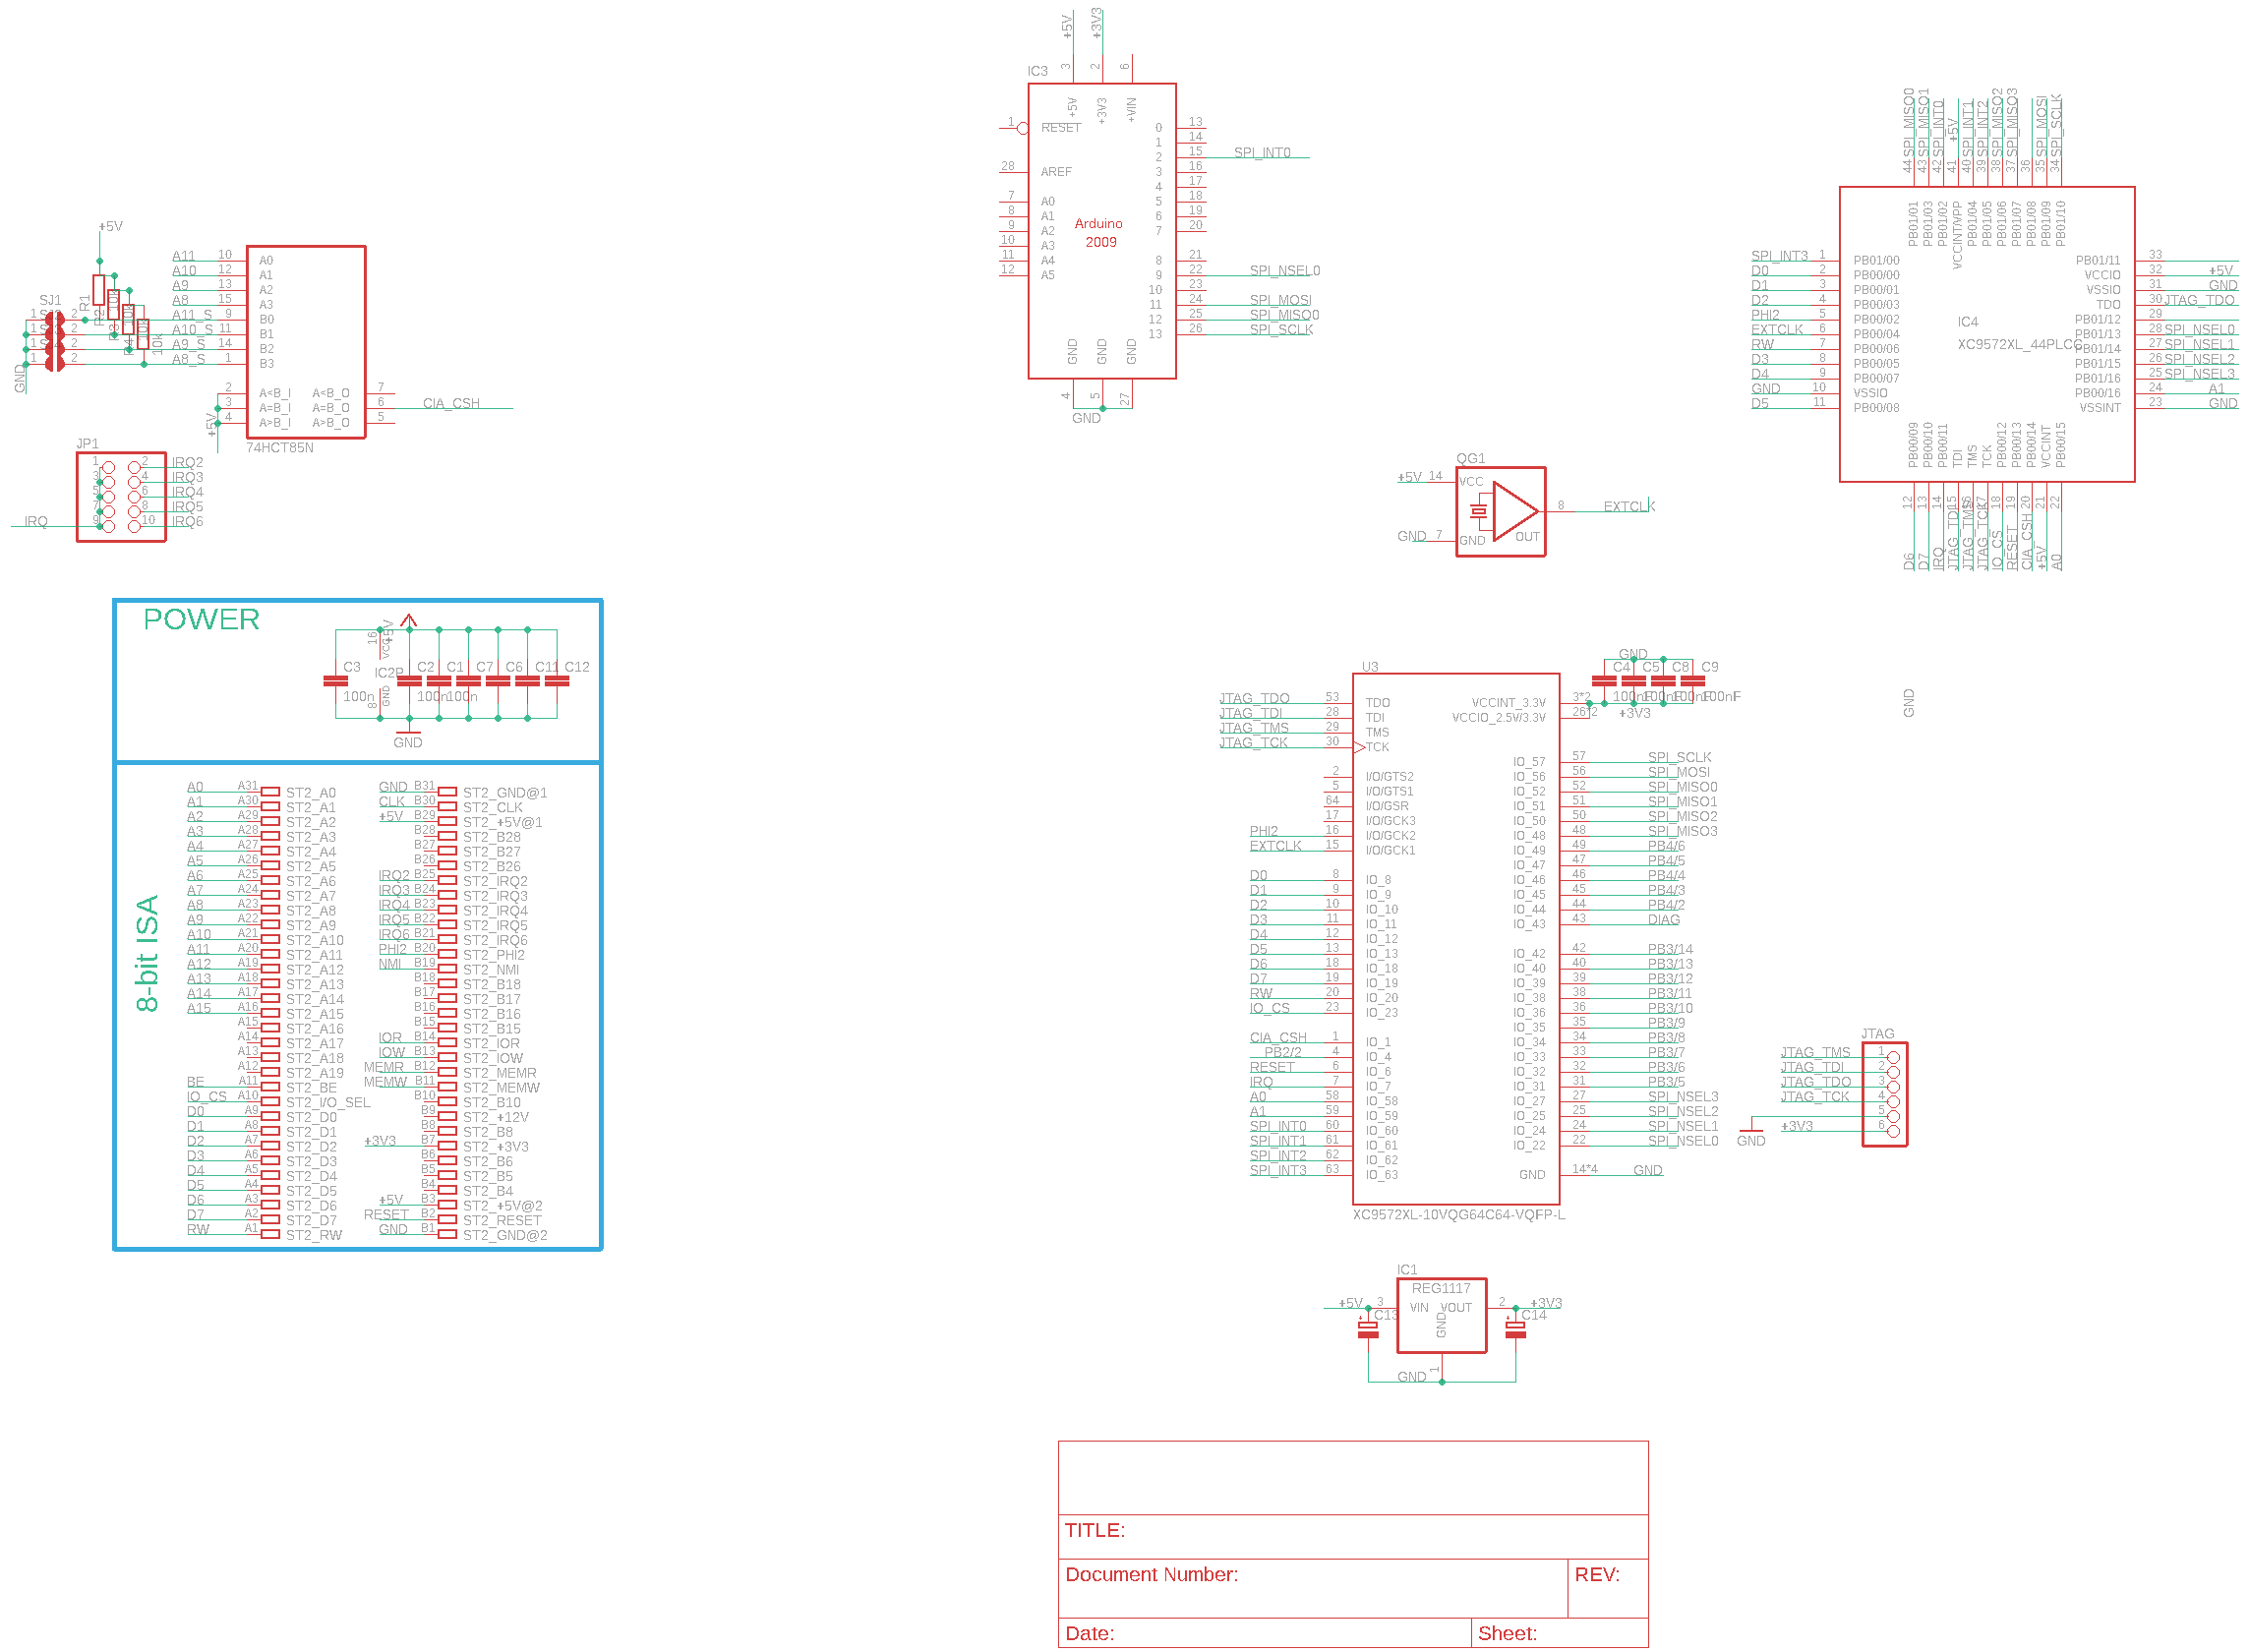 +5V
+3V3
3
2
6
IC3
+5V
+3V3
+VIN
1
RESET
28
AREF
7 A0
8 A1
9 A2
10 A3
11 A4
12 A5
Arduino
2009
0 13
1 14
2 15 SPI_INT0
3 16
4 17
5 18
6 19
7 20
8 21
9 22 SPI_NSEL0
10 23
11 24 SPI_MOSI
12 25 SPI_MISO0
13 26 SPI_SCLK
GND GND GND
4 5 27
GND
SPI_MISO0
SPI_MISO1
SPI_INT0
+5V
SPI_INT1
SPI_INT2
SPI_MISO2
SPI_MISO3
SPI_MOSI
SPI_SCLK
44 43 42 41 40 39 38 37 36 35 34
PB01/01
PB01/03
PB01/02
VCCINT/VPP
PB01/04
PB01/05
PB01/06
PB01/07
PB01/08
PB01/09
PB01/10
SPI_INT3 1 PB01/00
D0 2 PB00/00
D1 3 PB00/01
D2 4 PB00/03
PHI2 5 PB00/02
EXTCLK 6 PB00/04
RW 7 PB00/06
D3 8 PB00/05
D4 9 PB00/07
GND 10 VSSIO
D5 11 PB00/08
IC4
XC9572XL_44PLCC
PB01/11 33
VCCIO 32 +5V
VSSIO 31 GND
TDO 30 JTAG_TDO
PB01/12 29
PB01/13 28 SPI_NSEL0
PB01/14 27 SPI_NSEL1
PB01/15 26 SPI_NSEL2
PB01/16 25 SPI_NSEL3
PB00/16 24 A1
VSSINT 23 GND
PB00/09
PB00/10
PB00/11
TDI
TMS
TCK
PB00/12
PB00/13
PB00/14
VCCINT
PB00/15
12 13 14 15 16 17 18 19 20 21 22
D6
D7
IRQ
JTAG_TDI
JTAG_TMS
JTAG_TCK
IO_CS
RESET
CIA_CSH
+5V
A0
+5V
R1
R2
10k
SJ1
1 2
1 2
1 2
1 2
GND
A11 10 A0
A10 12 A1
A9 13 A2
A8 15 A3
A11_S 9 B0
A10_S 11 B1
A9_S 14 B2
A8_S 1 B3
2 A<B_I A<B_O 7
3 A=B_I A=B_O 6 CIA_CSH
4 A>B_I A>B_O 5
+5V
74HCT85N
JP1
1 2 IRQ2
3 4 IRQ3
5 6 IRQ4
7 8 IRQ5
IRQ 9 10 IRQ6
QG1
+5V 14 VCC
8 EXTCLK
GND 7 GND OUT
POWER
16
VCC
+5V
C3
IC2P
C2 C1 C7 C6 C11 C12
100n
8
GND
100n 100n
GND
8-bit ISA
A0 A31 ST2_A0
A1 A30 ST2_A1
A2 A29 ST2_A2
A3 A28 ST2_A3
A4 A27 ST2_A4
A5 A26 ST2_A5
A6 A25 ST2_A6
A7 A24 ST2_A7
A8 A23 ST2_A8
A9 A22 ST2_A9
A10 A21 ST2_A10
A11 A20 ST2_A11
A12 A19 ST2_A12
A13 A18 ST2_A13
A14 A17 ST2_A14
A15 A16 ST2_A15
A15 ST2_A16
A14 ST2_A17
A13 ST2_A18
A12 ST2_A19
BE A11 ST2_BE
IO_CS A10 ST2_I/O_SEL
D0 A9 ST2_D0
D1 A8 ST2_D1
D2 A7 ST2_D2
D3 A6 ST2_D3
D4 A5 ST2_D4
D5 A4 ST2_D5
D6 A3 ST2_D6
D7 A2 ST2_D7
RW A1 ST2_RW
GND B31 ST2_GND@1
CLK B30 ST2_CLK
+5V B29 ST2_+5V@1
B28 ST2_B28
B27 ST2_B27
B26 ST2_B26
IRQ2 B25 ST2_IRQ2
IRQ3 B24 ST2_IRQ3
IRQ4 B23 ST2_IRQ4
IRQ5 B22 ST2_IRQ5
IRQ6 B21 ST2_IRQ6
PHI2 B20 ST2_PHI2
NMI B19 ST2_NMI
B18 ST2_B18
B17 ST2_B17
B16 ST2_B16
B15 ST2_B15
IOR B14 ST2_IOR
IOW B13 ST2_IOW
MEMR B12 ST2_MEMR
MEMW B11 ST2_MEMW
B10 ST2_B10
B9 ST2_+12V
B8 ST2_B8
+3V3 B7 ST2_+3V3
B6 ST2_B6
B5 ST2_B5
B4 ST2_B4
+5V B3 ST2_+5V@2
RESET B2 ST2_RESET
GND B1 ST2_GND@2
U3
JTAG_TDO 53 TDO
JTAG_TDI 28 TDI
JTAG_TMS 29 TMS
JTAG_TCK 30 TCK
2 I/O/GTS2
5 I/O/GTS1
64 I/O/GSR
17 I/O/GCK3
PHI2 16 I/O/GCK2
EXTCLK 15 I/O/GCK1
D0 8 IO_8
D1 9 IO_9
D2 10 IO_10
D3 11 IO_11
D4 12 IO_12
D5 13 IO_13
D6 18 IO_18
D7 19 IO_19
RW 20 IO_20
IO_CS 23 IO_23
CIA_CSH 1 IO_1
PB2/2 4 IO_4
RESET 6 IO_6
IRQ 7 IO_7
A0 58 IO_58
A1 59 IO_59
SPI_INT0 60 IO_60
SPI_INT1 61 IO_61
SPI_INT2 62 IO_62
SPI_INT3 63 IO_63
GND
C4 C5 C8 C9
100nF 100nF 100nF 100nF
VCCINT_3.3V 3*2
VCCIO_2.5V/3.3V 26*2
+3V3
IO_57 57 SPI_SCLK
IO_56 56 SPI_MOSI
IO_52 52 SPI_MISO0
IO_51 51 SPI_MISO1
IO_50 50 SPI_MISO2
IO_48 48 SPI_MISO3
IO_49 49 PB4/6
IO_47 47 PB4/5
IO_46 46 PB4/4
IO_45 45 PB4/3
IO_44 44 PB4/2
IO_43 43 DIAG
IO_42 42 PB3/14
IO_40 40 PB3/13
IO_39 39 PB3/12
IO_38 38 PB3/11
IO_36 36 PB3/10
IO_35 35 PB3/9
IO_34 34 PB3/8
IO_33 33 PB3/7
IO_32 32 PB3/6
IO_31 31 PB3/5
IO_27 27 SPI_NSEL3
IO_25 25 SPI_NSEL2
IO_24 24 SPI_NSEL1
IO_22 22 SPI_NSEL0
GND 14*4 GND
XC9572XL-10VQG64C64-VQFP-L
GND
JTAG
JTAG_TMS 1
JTAG_TDI 2
JTAG_TDO 3
JTAG_TCK 4
5
+3V3 6
GND
IC1
REG1117
+5V 3 VIN VOUT 2 +3V3
C13
GND
C14
1
GND
TITLE:
Document Number:
REV:
Date:
Sheet: